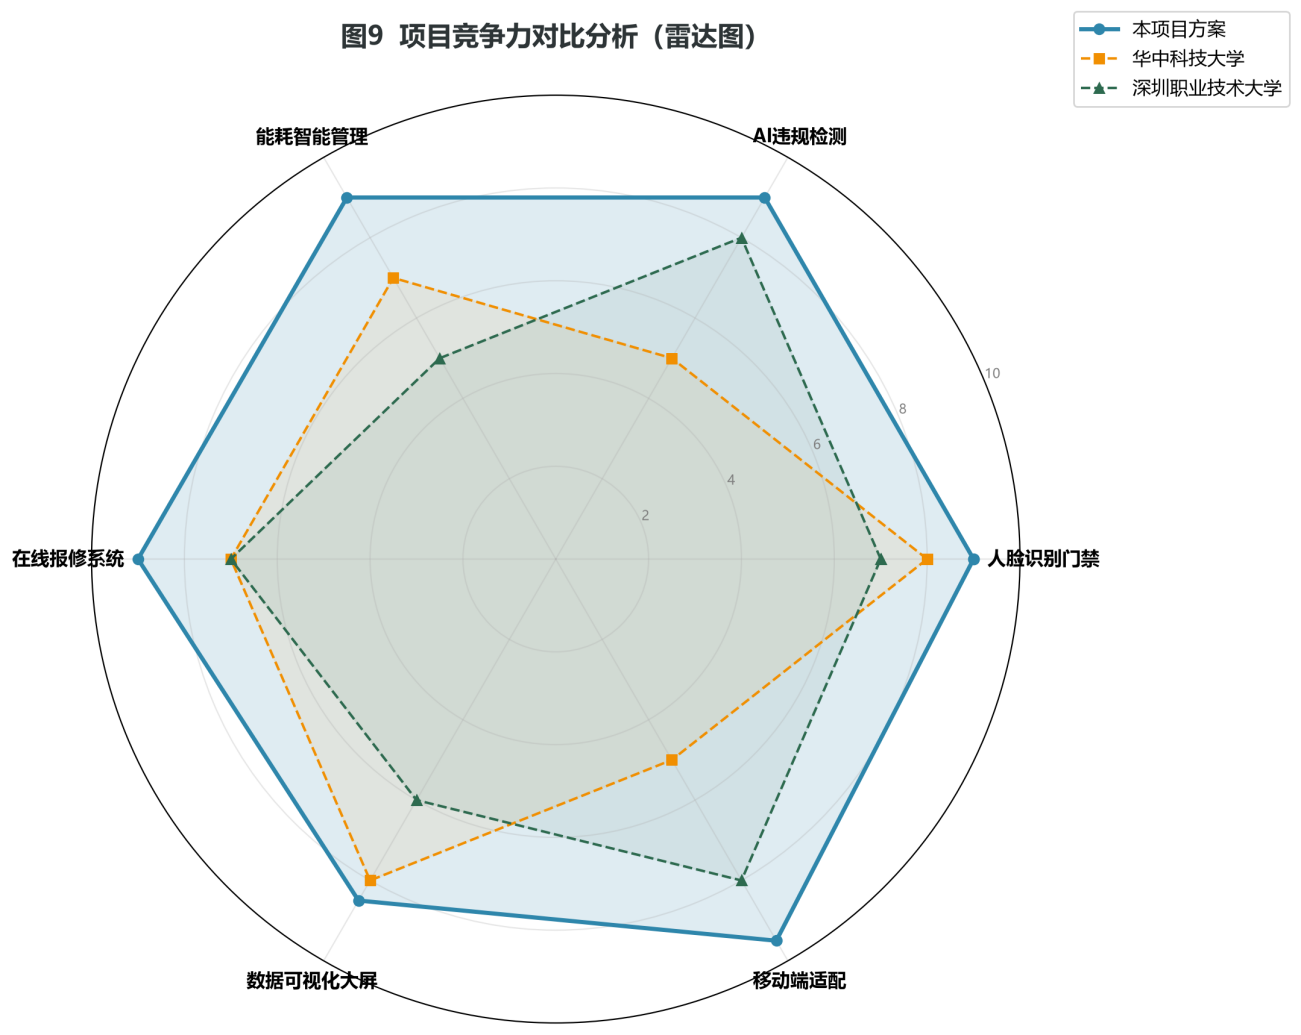 图9 项目竞争力对比分析（雷达图）
本项目方案
华中科技大学
深圳职业技术大学
能耗智能管理
AI违规检测
10
8
6
4
2
在线报修系统
人脸识别门禁
数据可视化大屏
移动端适配